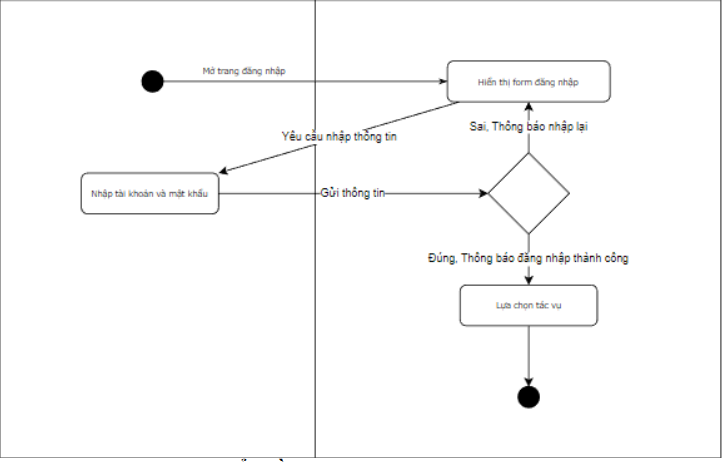 Mở trang đăng nhập
Hiển thị form đăng nhập
Sai, Thông báo nhập lại
Yêu cầu nhập thông tin
Nhập tài khoản và mật khẩu
Gửi thông tin
Đúng, Thông báo đăng nhập thành công
Lựa chọn tác vụ